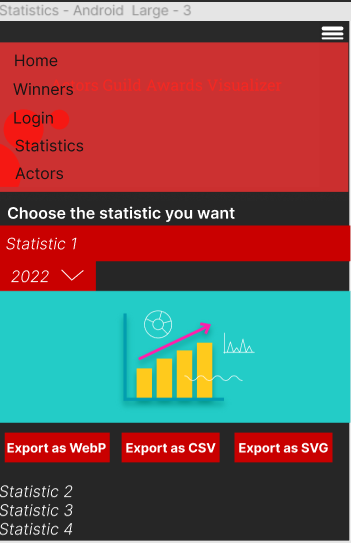 Statistics - Android Large - 3
Home
Actors Guild Awards Visualizer
Winners
Login
Statistics
Actors
Choose the statistic you want
Statistic 1
2022
Export as WebP
Export as CSV
Export as SVG
Statistic 2
Statistic 3
Statistic 4